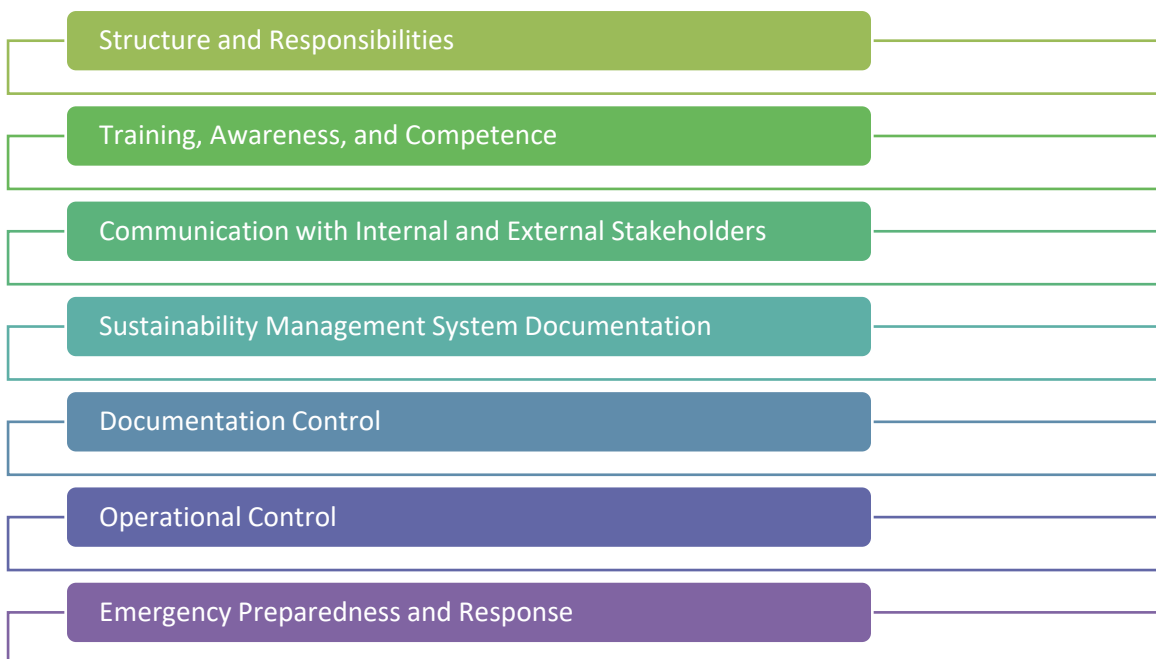 Structure and Responsibilities
Training, Awareness, and Competence
Communication with Internal and External Stakeholders
Sustainability Management System Documentation
Documentation Control
Operational Control
Emergency Preparedness and Response